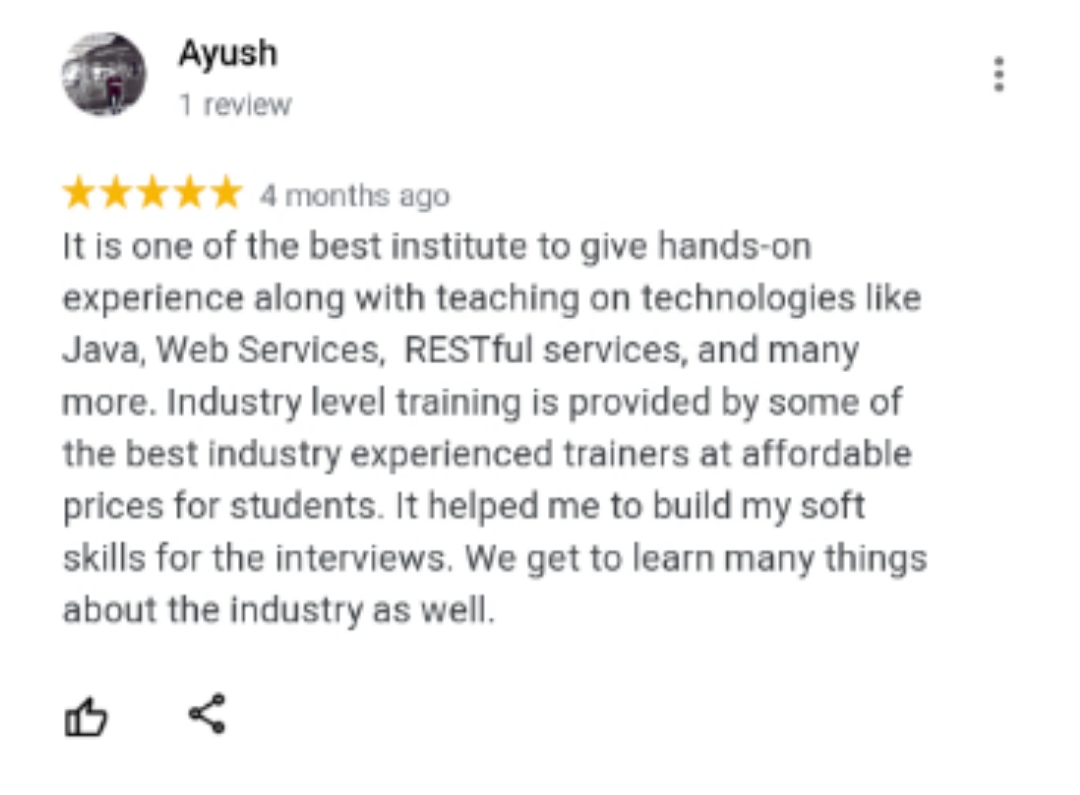 Ayush
1 review
4 months ago
It is one of the best institute to give hands-on
experience along with teaching on technologies like
Java, Web Services,  RESTful services, and many
more. Industry level training is provided by some of
the best industry experienced trainers at affordable
prices for students. It helped me to build my soft
skills for the interviews. We get to learn many things
about the industry as well.